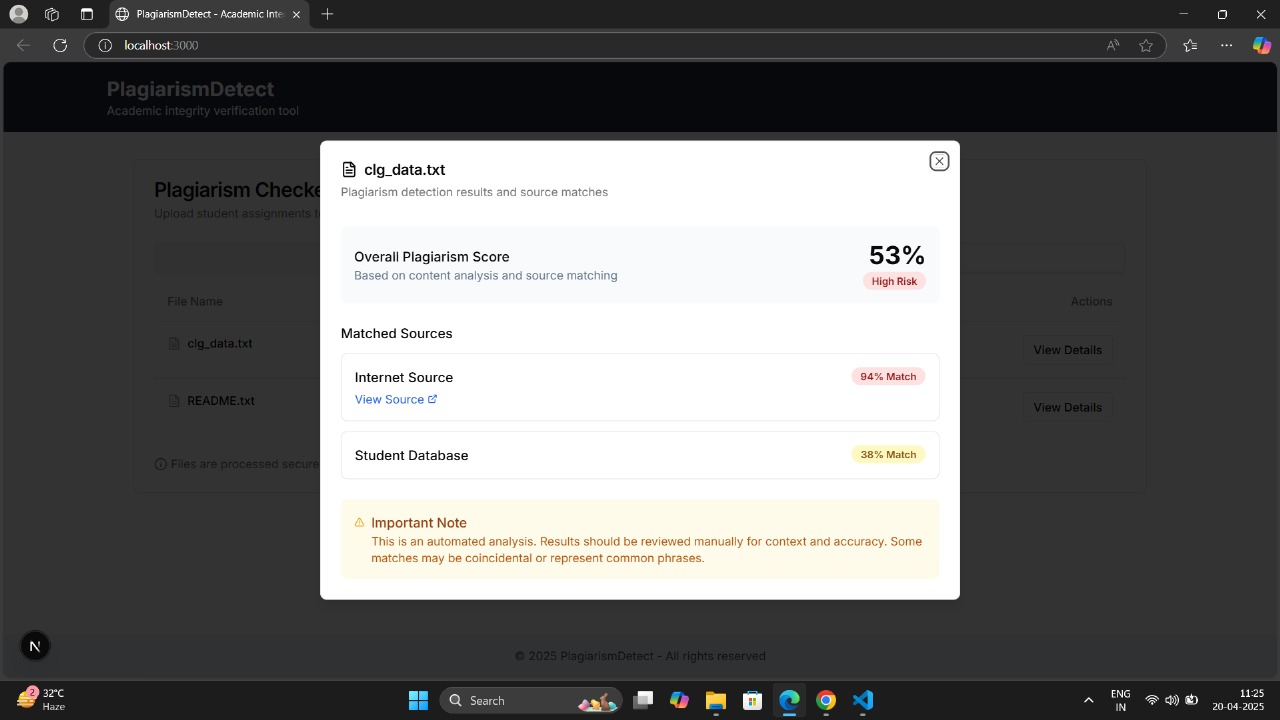 PlagiarismDetect - Academic Inte
localhost:3000
PlagiarismDetect
Academic integrity verification tool
Plagiarism Checke
Upload student assignments t
File Name
Actions
clg_data.txt
View Details
README.txt
View Details
Files are processed secure
clg_data.txt
Plagiarism detection results and source matches
Overall Plagiarism Score
53%
Based on content analysis and source matching
High Risk
Matched Sources
Internet Source
94% Match
View Source
Student Database
38% Match
Important Note
This is an automated analysis. Results should be reviewed manually for context and accuracy. Some
matches may be coincidental or represent common phrases.
N
© 2025 PlagiarismDetect - All rights reserved
2
32°C
Haze
Search
ENG
IN
11:25
20-04-2025